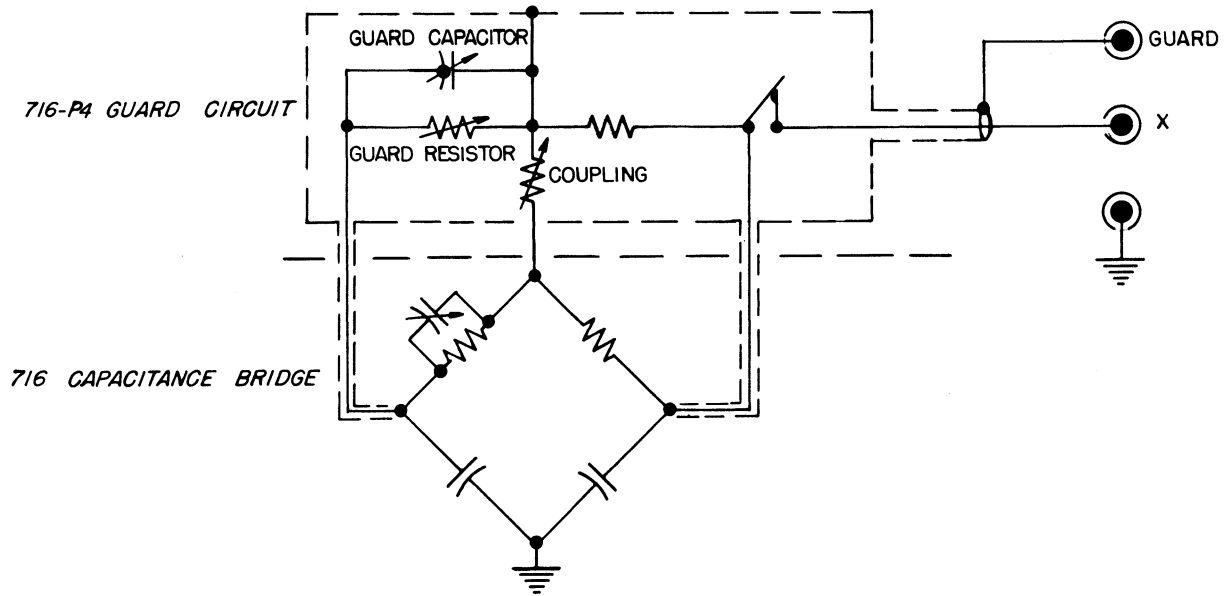 GUARD CAPACITOR
GUARD
716-P4 GUARD CIRCUIT
X
GUARD RESISTOR
COUPLING
716 CAPACITANCE BRIDGE